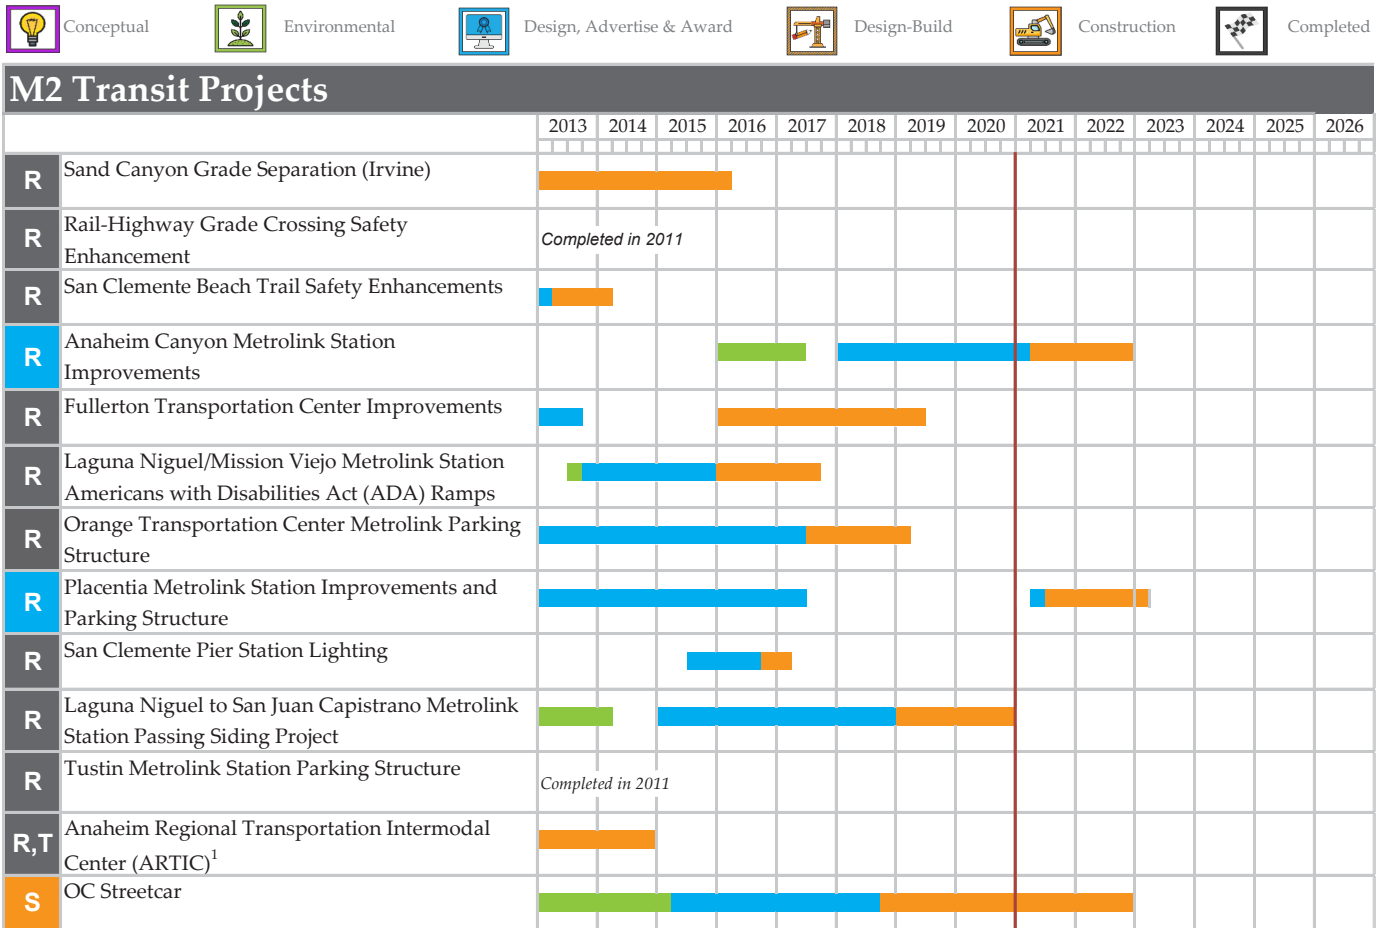 Conceptual Environmental Design, Advertise & Award Design-Build Construction Completed
M2 Transit Projects
2013 2014 2015 2016 2017 2018 2019 2020 2021 2022 2023 2024 2025 2026
R Sand Canyon Grade Separation (Irvine)
R Rail-Highway Grade Crossing Safety
Enhancement
Completed in 2011
R San Clemente Beach Trail Safety Enhancements
R Anaheim Canyon Metrolink Station
Improvements
R Fullerton Transportation Center Improvements
R Laguna Niguel/Mission Viejo Metrolink Station
Americans with Disabilities Act (ADA) Ramps
R Orange Transportation Center Metrolink Parking
Structure
R Placentia Metrolink Station Improvements and
Parking Structure
R San Clemente Pier Station Lighting
R Laguna Niguel to San Juan Capistrano Metrolink
Station Passing Siding Project
R Tustin Metrolink Station Parking Structure
Completed in 2011
R,T Anaheim Regional Transportation Intermodal
Center (ARTIC)1
S OC Streetcar